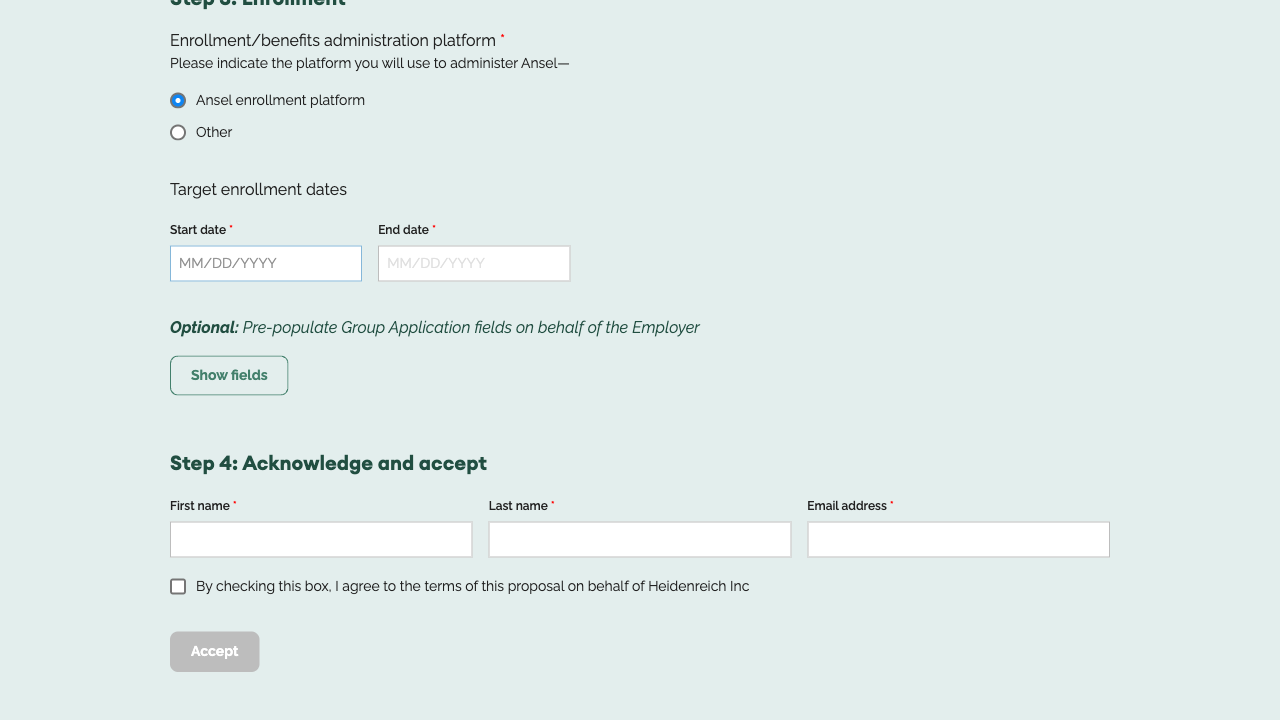 Step 3: Enrollment
Enrollment/benefits administration platform *
Please indicate the platform you will use to administer Ansel—
Ansel enrollment platform
Other
Target enrollment dates
Start date * End date *
MM/DD/YYYY MM/DD/YYYY
Optional: Pre-populate Group Application fields on behalf of the Employer
Show fields
Step 4: Acknowledge and accept
First name * Last name * Email address *
By checking this box, I agree to the terms of this proposal on behalf of Heidenreich Inc
Accept